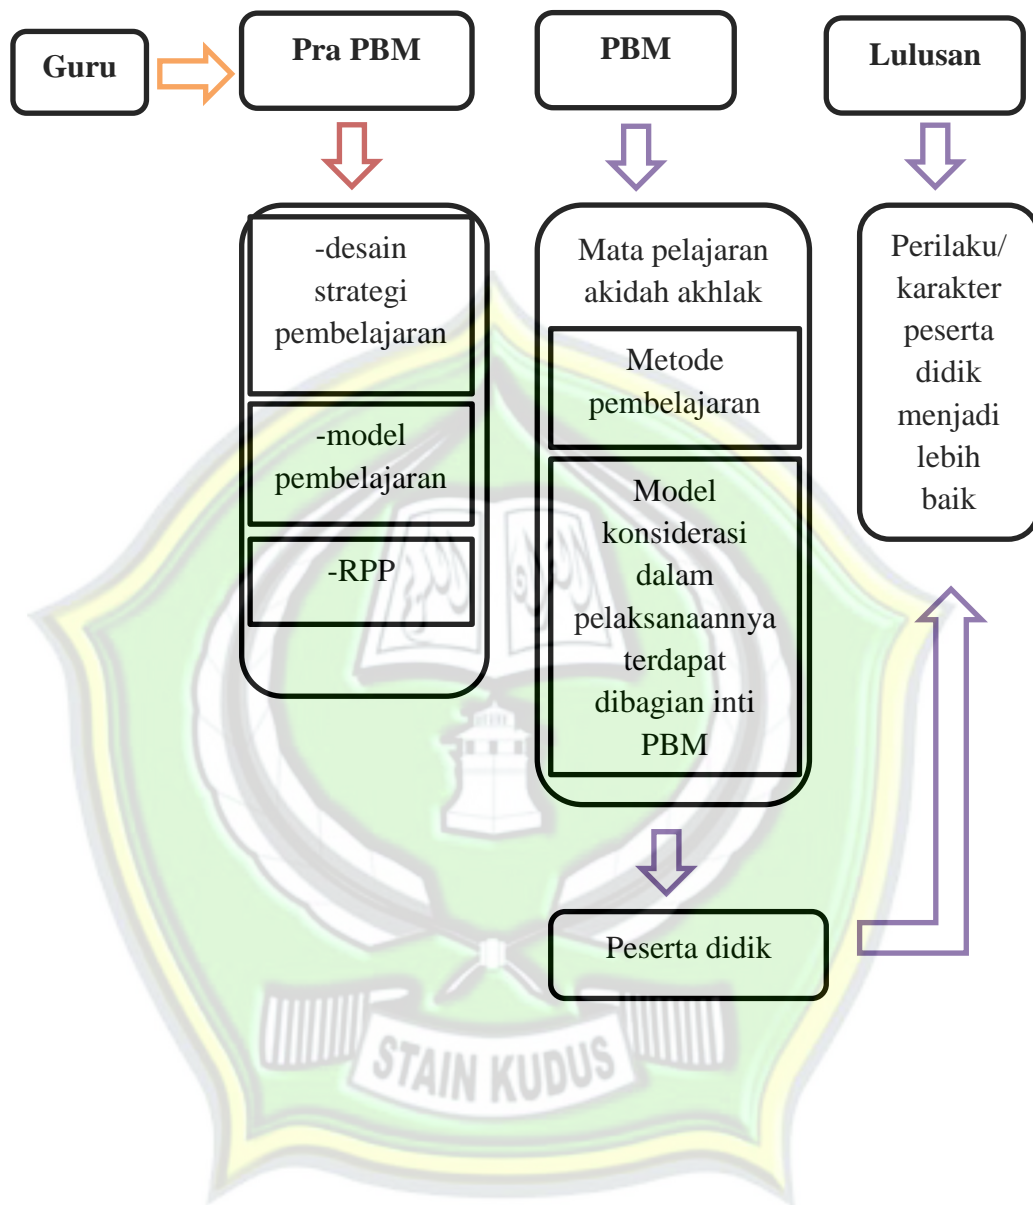 Guru
Pra PBM
PBM
Lulusan
-desain
strategi
pembelajaran
-model
pembelajaran
-RPP
Mata pelajaran
akidah akhlak
Metode
pembelajaran
Model
konsiderasi
dalam
pelaksanaannya
terdapat
dibagian inti
PBM
Perilaku/
karakter
peserta
didik
menjadi
lebih
baik
Peserta didik
STAIN KUDUS